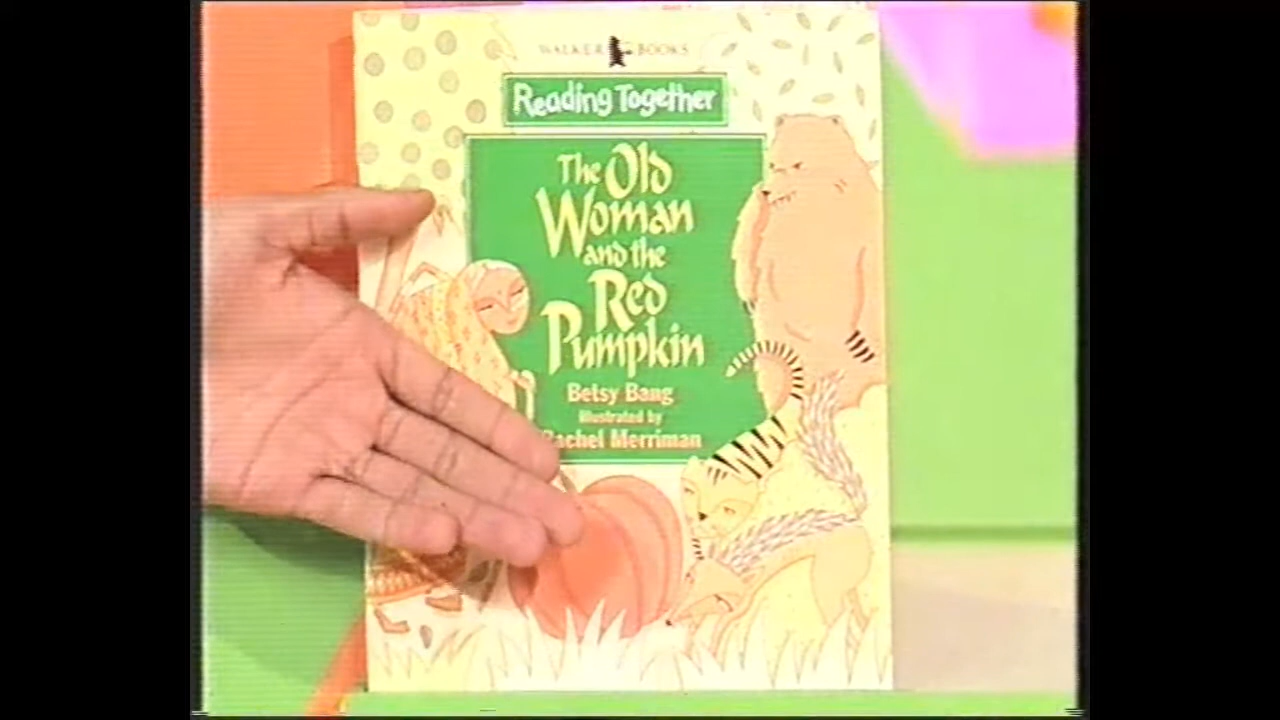 WALKER BOOKS
Reading Together
The Old
Woman
and the
Red
Pumpkin
Betsy Bang
Illustrated by
Rachel Merriman